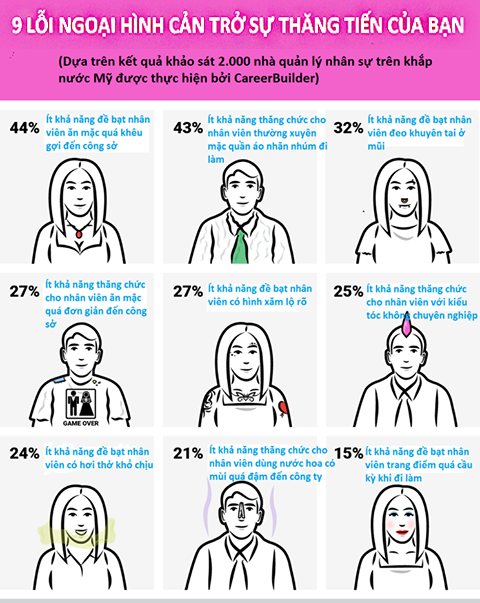 9 LỖI NGOẠI HÌNH CẢN TRỞ SỰ THĂNG TIẾN CỦA BẠN
(Dựa trên kết quả khảo sát 2.000 nhà quản lý nhân sự trên khắp
nước Mỹ được thực hiện bởi CareerBuilder)
44%
Ít khả năng đề bạt nhân
viên ăn mặc quá khêu
gợi đến công sở
43%
Ít khả năng thăng chức cho
nhân viên thường xuyên
mặc quần áo nhăn nhúm đi
làm
32%
Ít khả năng đề bạt nhân
viên đeo khuyên tai ở
mũi
27%
Ít khả năng thăng chức
cho nhân viên ăn mặc
quá đơn giản đến công
sở
GAME OVER
27%
Ít khả năng đề bạt nhân
viên có hình xăm lộ rõ
25%
Ít khả năng thăng chức
cho nhân viên với kiểu
tóc không chuyên nghiệp
24%
Ít khả năng đề bạt nhân
viên có hơi thở khó chịu
21%
Ít khả năng thăng chức cho
nhân viên dùng nước hoa có
mùi quá đậm đến công ty
15%
Ít khả năng đề bạt nhân
viên trang điểm quá cầu
kỳ khi đi làm